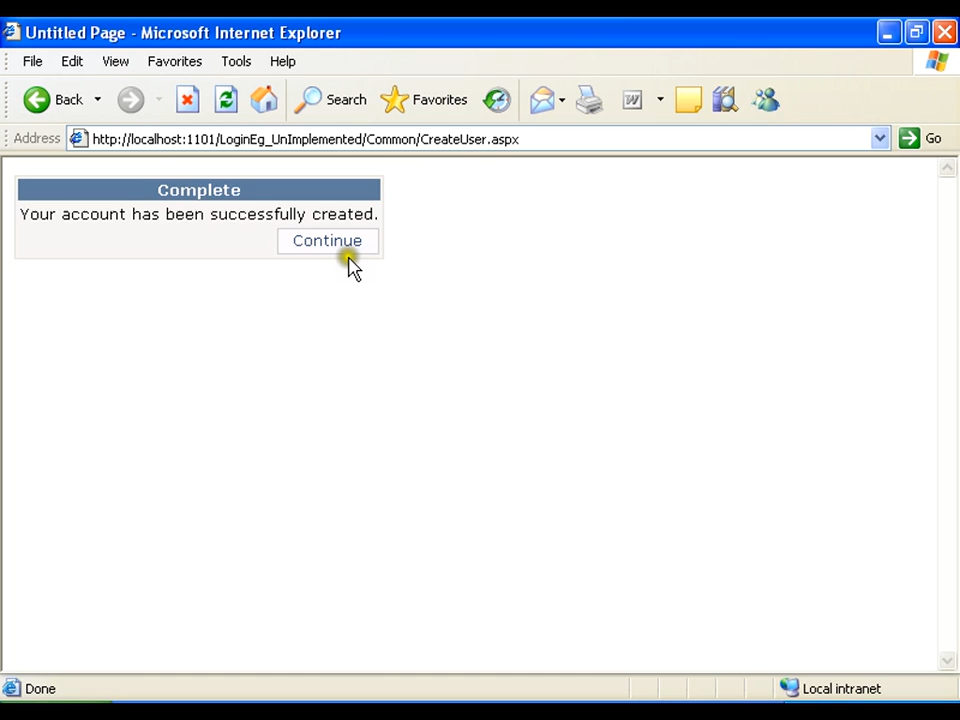 Untitled Page - Microsoft Internet Explorer
File Edit View Favorites Tools Help
Back Search Favorites W
Address http://localhost:1101/LoginEg_UnImplemented/Common/CreateUser.aspx Go
Complete
Your account has been successfully created.
Continue
Done Local intranet